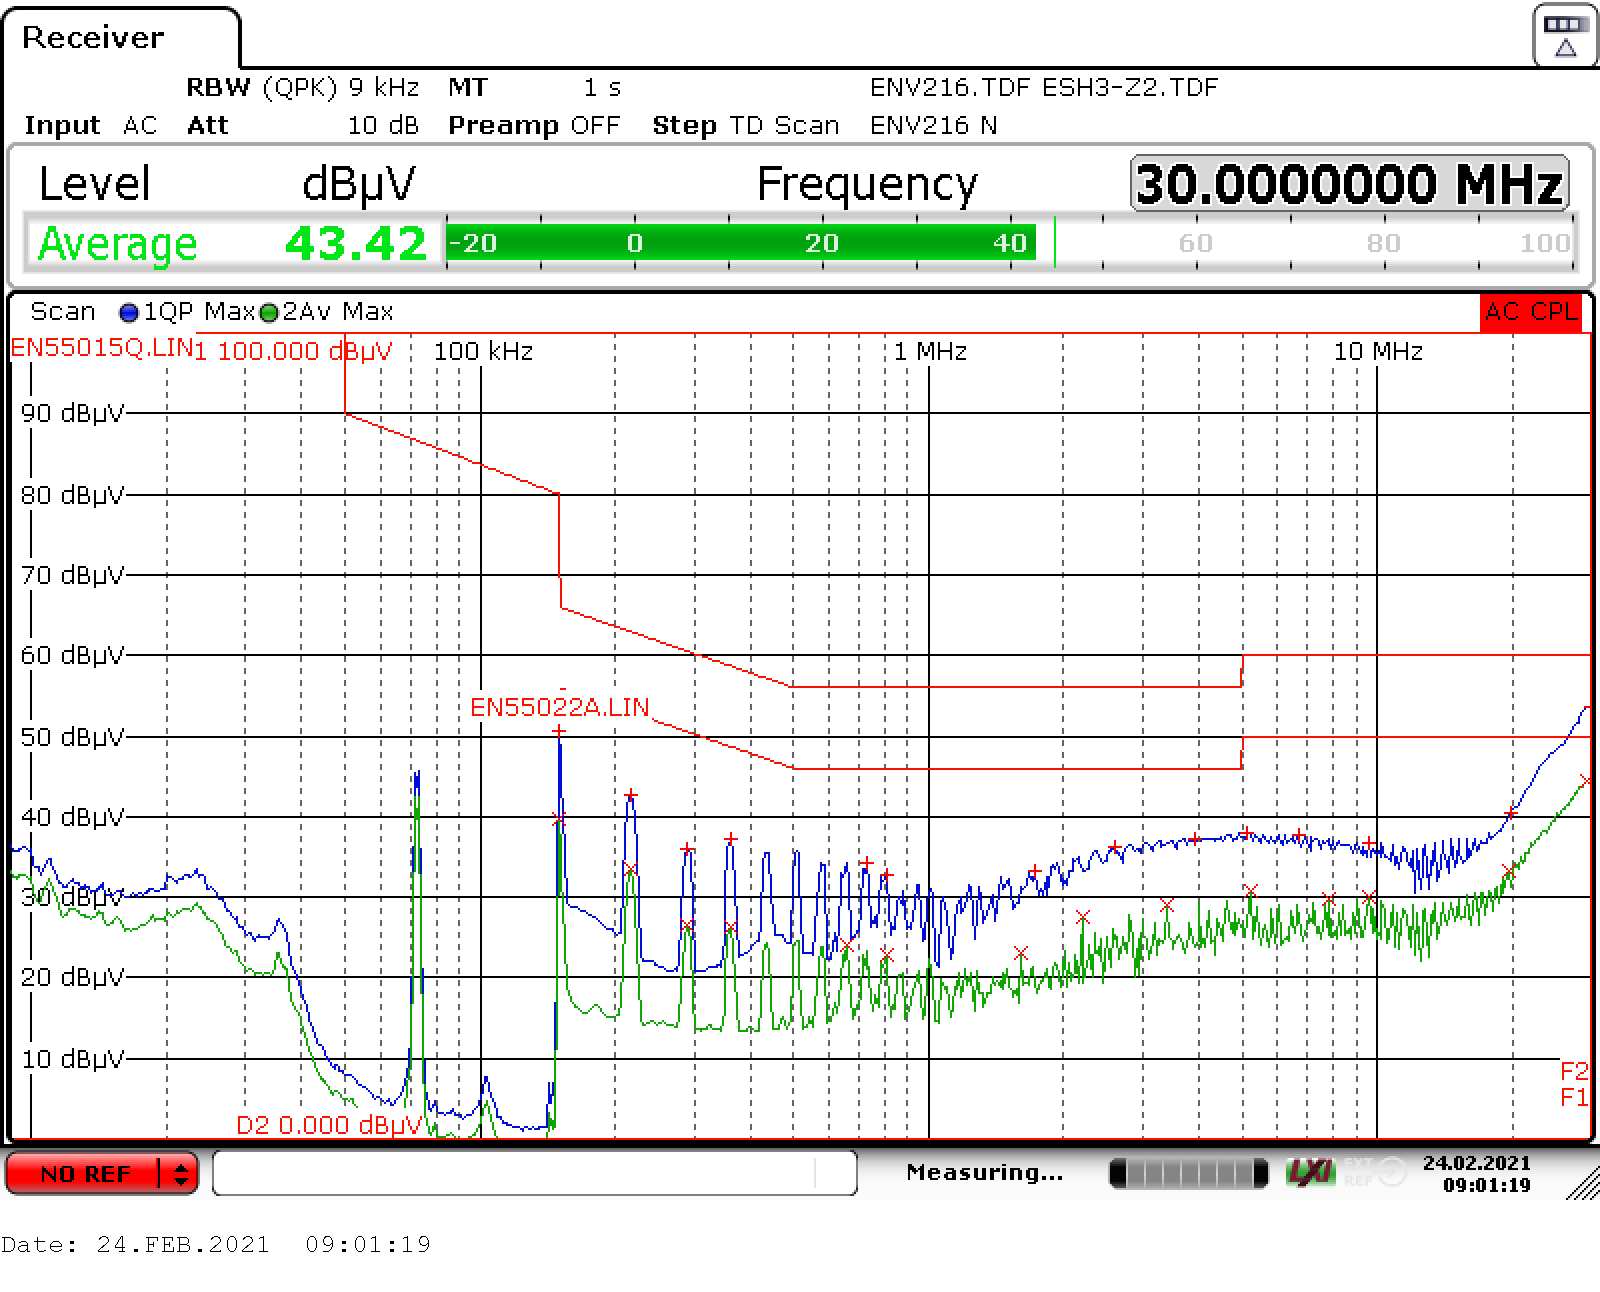 Receiver
RBW (QPK) 9 kHz MT 1 s ENV216.TDF ESH3-Z2.TDF
Input AC Att 10 dB Preamp OFF Step TD Scan ENV216 N
Level dBµV Frequency 30.0000000 MHz
Average 43.42 -20 0 20 40 60 80 100
Scan 1QP Max 2Av Max AC CPL
EN55015Q.LIN 1 100.000 dBµV 100 kHz 1 MHz 10 MHz
90 dBµV
80 dBµV
70 dBµV
60 dBµV
EN55022A.LIN
50 dBµV
40 dBµV
30 dBµV
20 dBµV
10 dBµV
F2
F1
D2 0.000 dBµV
NO REF Measuring... LXI EXT REF 24.02.2021
09:01:19
Date: 24.FEB.2021 09:01:19